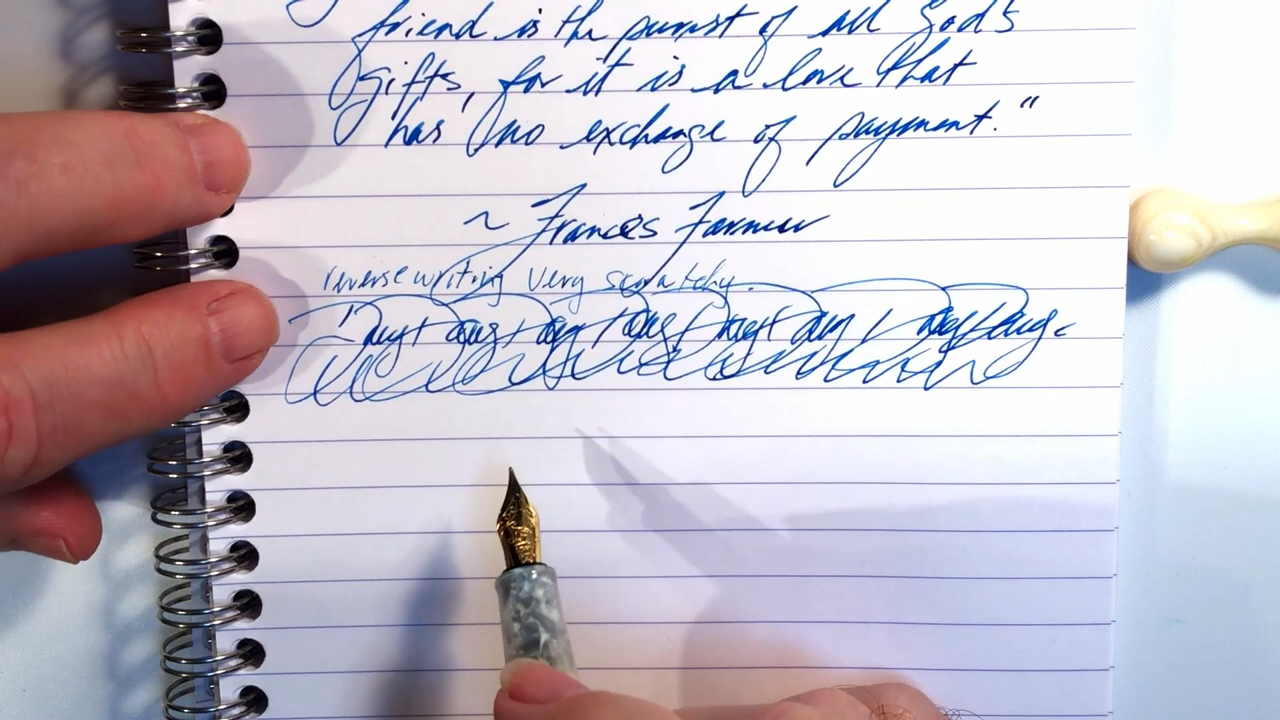 friend is the purest of all God's
gifts, for it is a love that
has no exchange of payment."
~ Frances Farmer
reverse writing very scratchy.